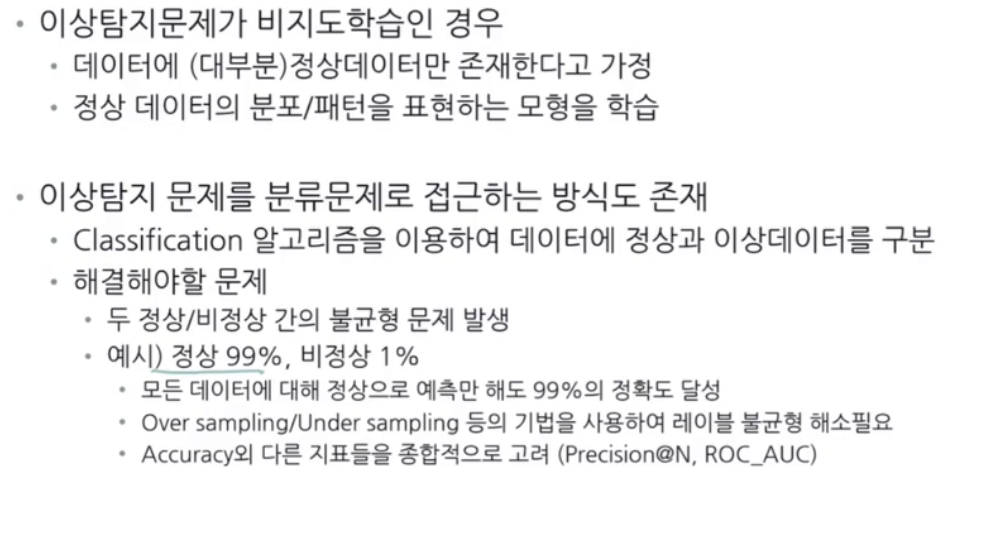 • 이상탐지문제가 비지도학습인 경우
• 데이터에 (대부분)정상데이터만 존재한다고 가정
• 정상 데이터의 분포/패턴을 표현하는 모형을 학습
• 이상탐지 문제를 분류문제로 접근하는 방식도 존재
• Classification 알고리즘을 이용하여 데이터에 정상과 이상데이터를 구분
• 해결해야할 문제
• 두 정상/비정상 간의 불균형 문제 발생
• 예시) 정상 99%, 비정상 1%
• 모든 데이터에 대해 정상으로 예측만 해도 99%의 정확도 달성
• Over sampling/Under sampling 등의 기법을 사용하여 레이블 불균형 해소필요
• Accuracy외 다른 지표들을 종합적으로 고려 (Precision@N, ROC_AUC)